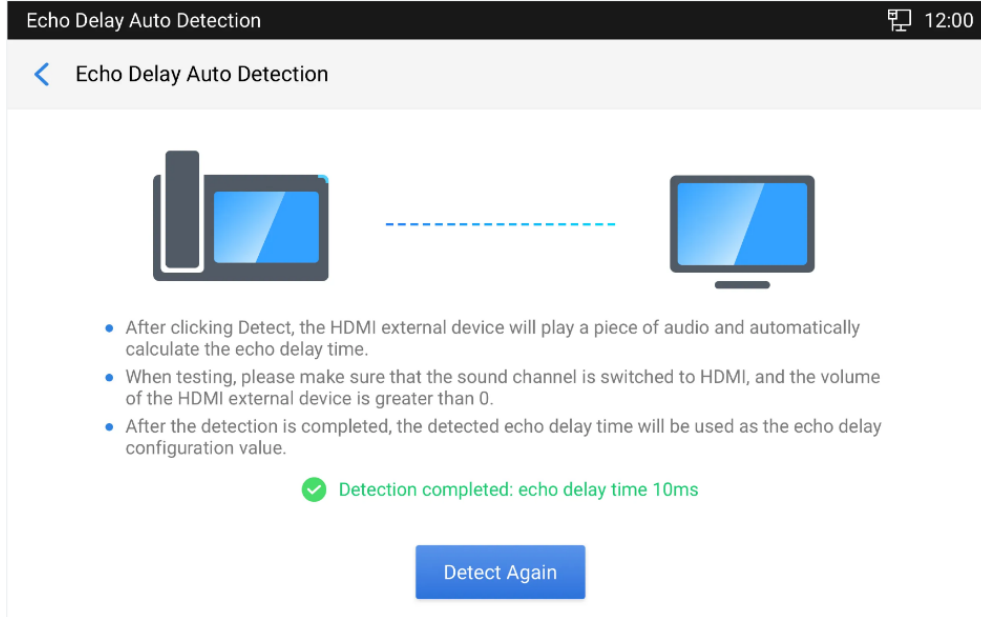 Echo Delay Auto Detection
12:00
Echo Delay Auto Detection
After clicking Detect, the HDMI external device will play a piece of audio and automatically
calculate the echo delay time.
When testing, please make sure that the sound channel is switched to HDMI, and the volume
of the HDMI external device is greater than 0.
After the detection is completed, the detected echo delay time will be used as the echo delay
configuration value.
Detection completed: echo delay time 10ms
Detect Again